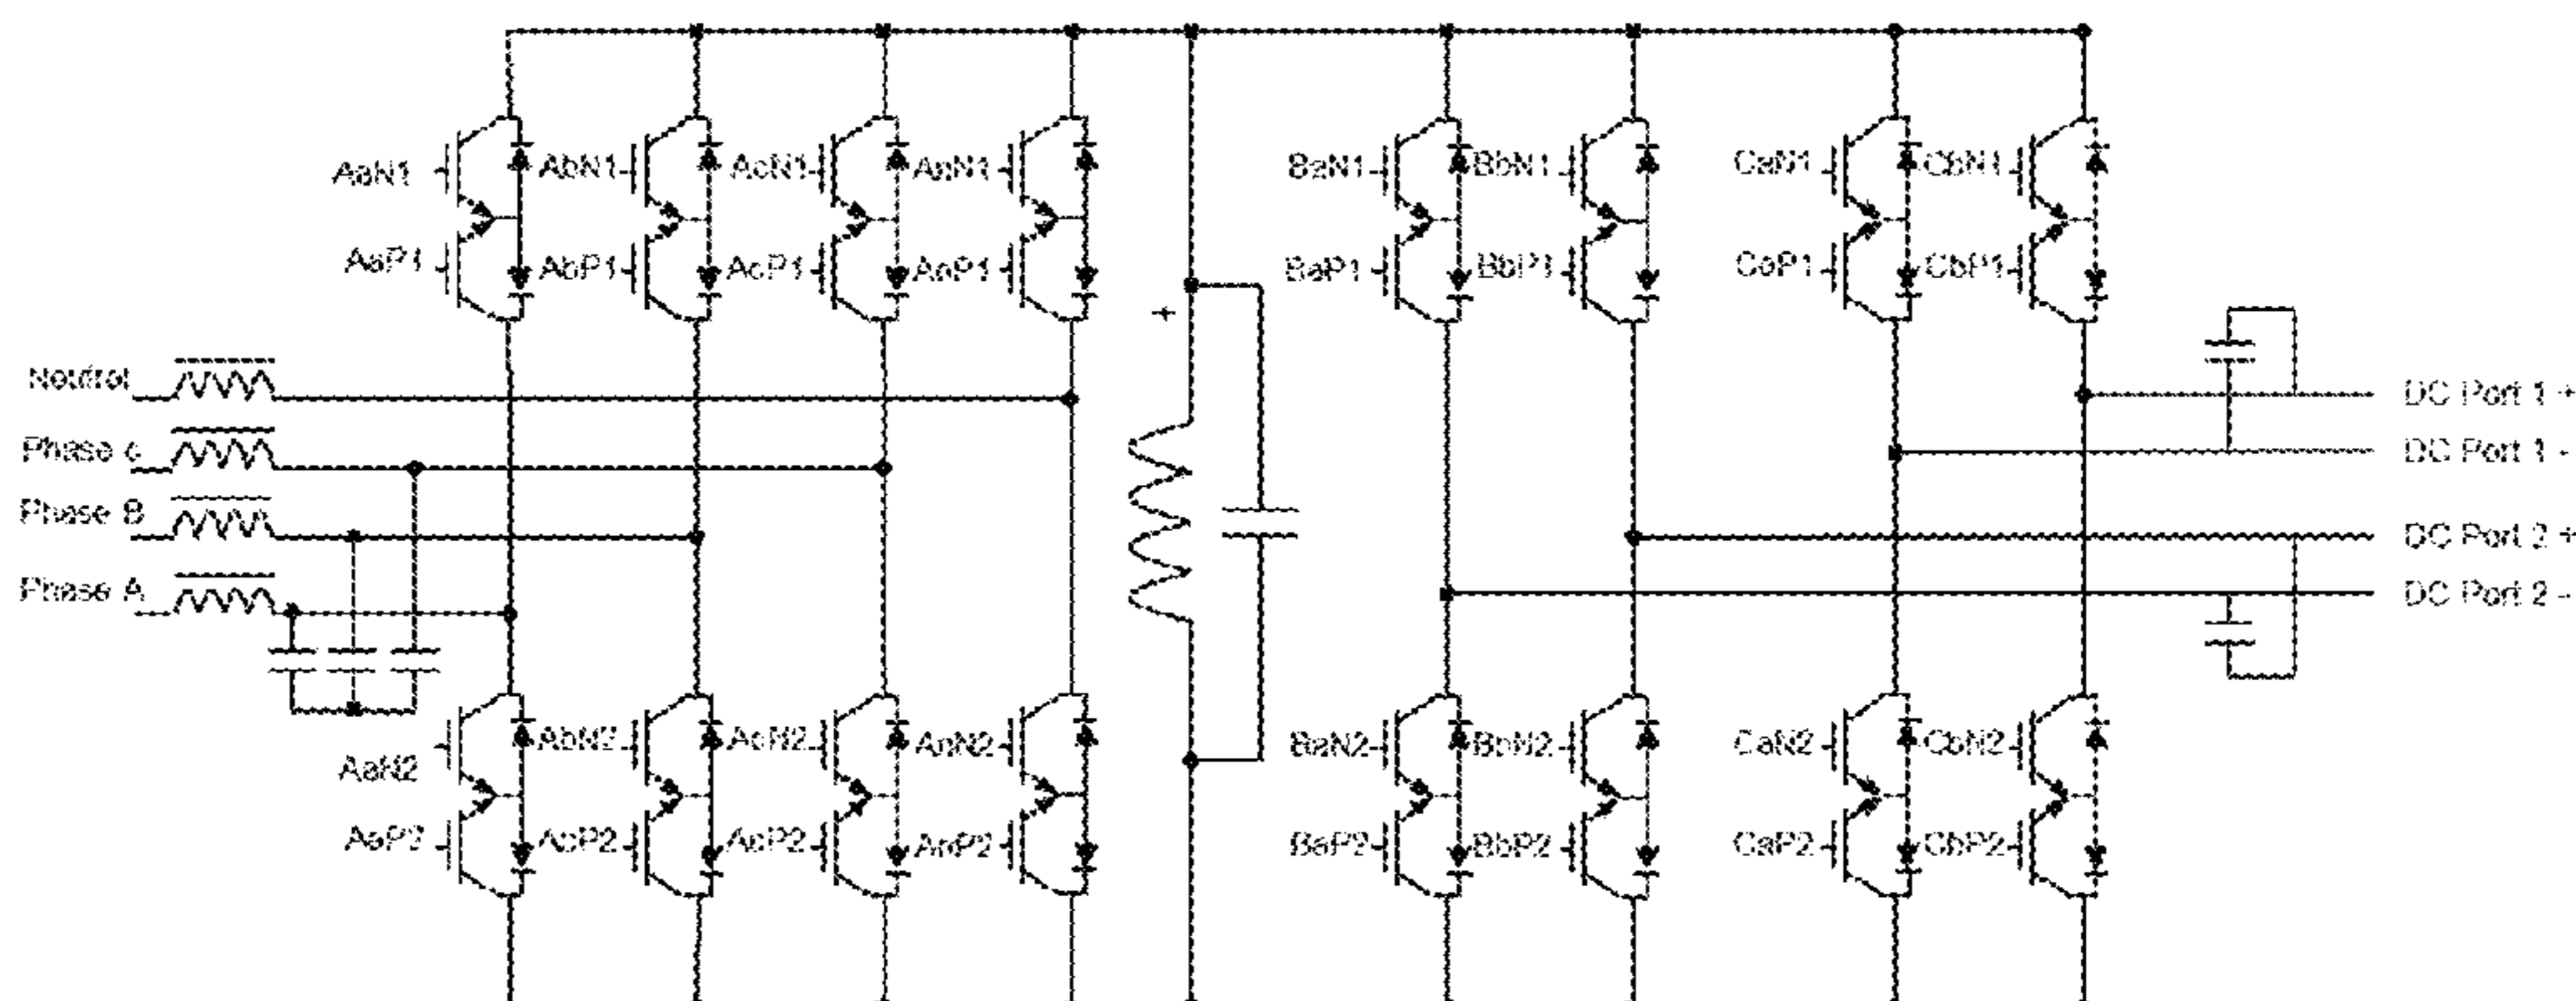 AaN1 AbN1 AcN1 AnN1 BaN1 BbN1 CaN1 CbN1
AaP1 AbP1 AcP1 AnP1 BaP1 BbP1 CaP1 CbP1
+
Neutral
DC Port 1 +
Phase c
DC Port 1 -
Phase B
DC Port 2 +
Phase A
DC Port 2 -
AaN2 AbN2 AcN2 AnN2 BaN2 BbN2 CaN2 CbN2
AaP2 AbP2 AcP2 AnP2 BaP2 BbP2 CaP2 CbP2